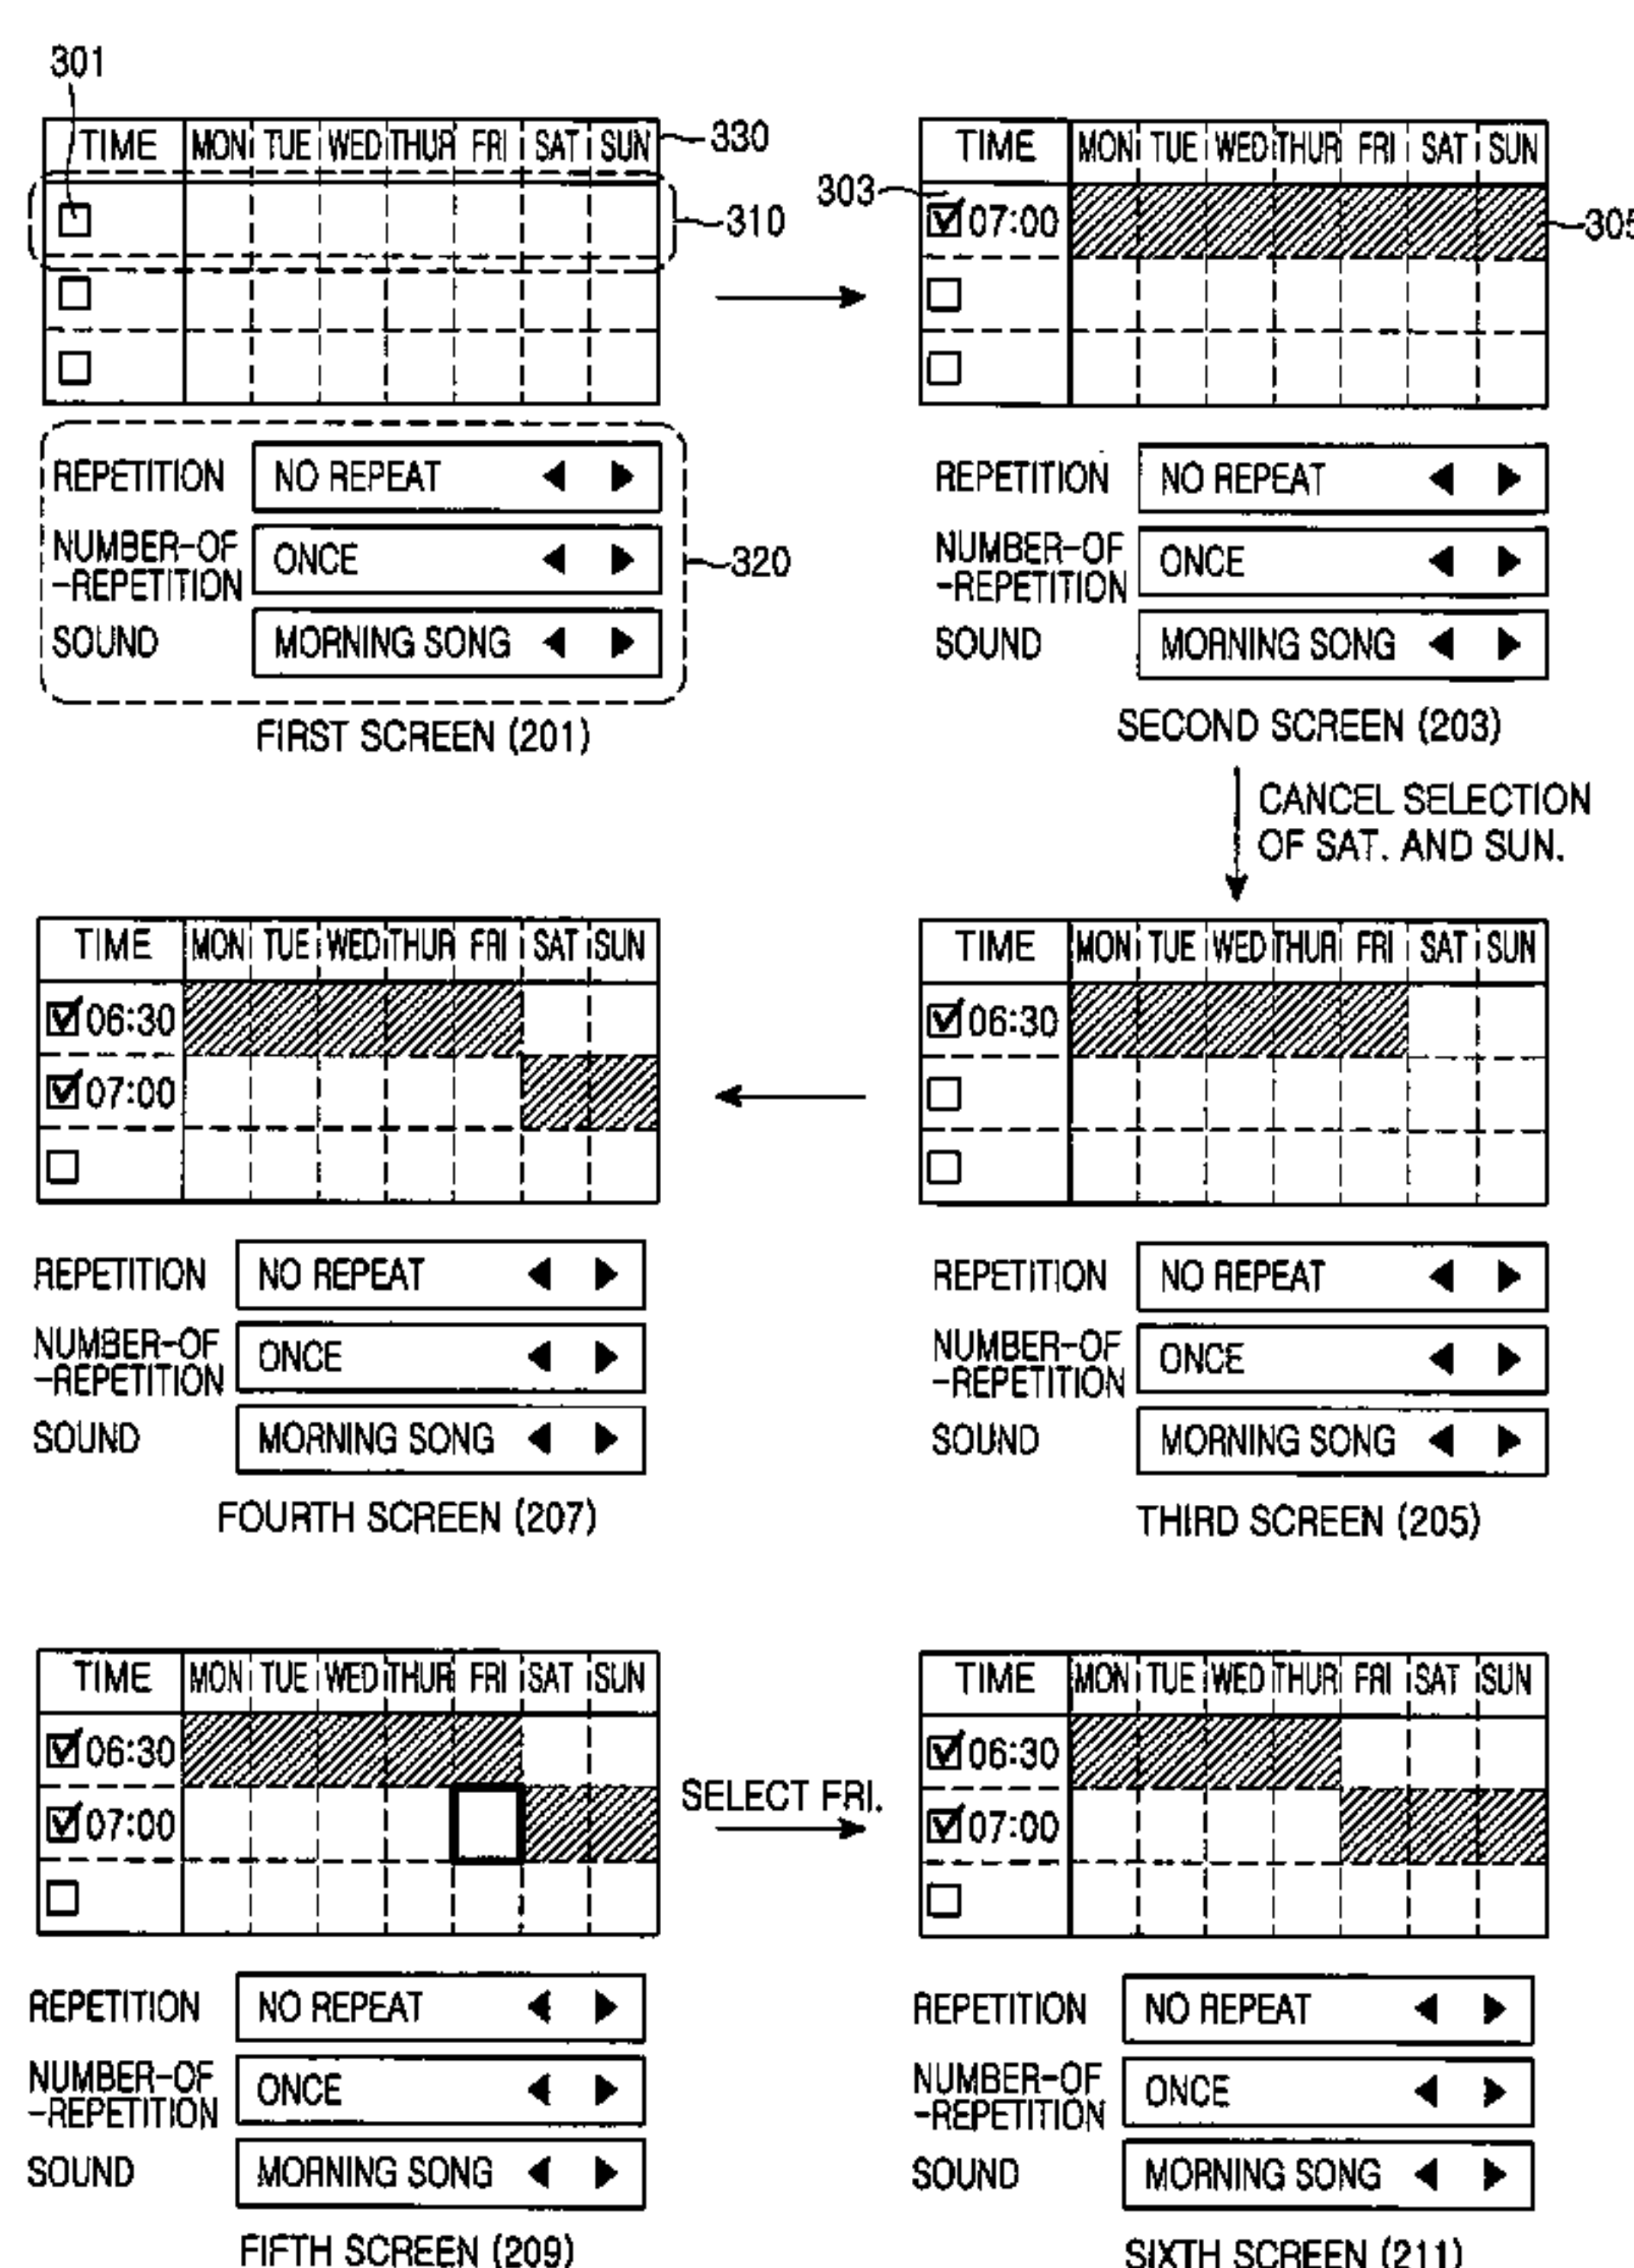 301
TIME MON TUE WED THUR FRI SAT SUN
330
310
REPETITION NO REPEAT
NUMBER-OF
-REPETITION
ONCE
SOUND MORNING SONG
320
FIRST SCREEN (201)
TIME MON TUE WED THUR FRI SAT SUN
303
07:00
305
REPETITION NO REPEAT
NUMBER-OF
-REPETITION
ONCE
SOUND MORNING SONG
SECOND SCREEN (203)
CANCEL SELECTION
OF SAT. AND SUN.
TIME MON TUE WED THUR FRI SAT SUN
06:30
07:00
REPETITION NO REPEAT
NUMBER-OF
-REPETITION
ONCE
SOUND MORNING SONG
FOURTH SCREEN (207)
TIME MON TUE WED THUR FRI SAT SUN
06:30
REPETITION NO REPEAT
NUMBER-OF
-REPETITION
ONCE
SOUND MORNING SONG
THIRD SCREEN (205)
TIME MON TUE WED THUR FRI SAT SUN
06:30
07:00
REPETITION NO REPEAT
NUMBER-OF
-REPETITION
ONCE
SOUND MORNING SONG
FIFTH SCREEN (209)
SELECT FRI.
TIME MON TUE WED THUR FRI SAT SUN
06:30
07:00
REPETITION NO REPEAT
NUMBER-OF
-REPETITION
ONCE
SOUND MORNING SONG
SIXTH SCREEN (211)